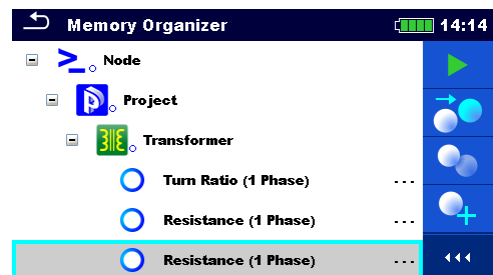 Memory Organizer 14:14
Node
Project
Transformer
Turn Ratio (1 Phase) ...
Resistance (1 Phase) ...
Resistance (1 Phase) ...